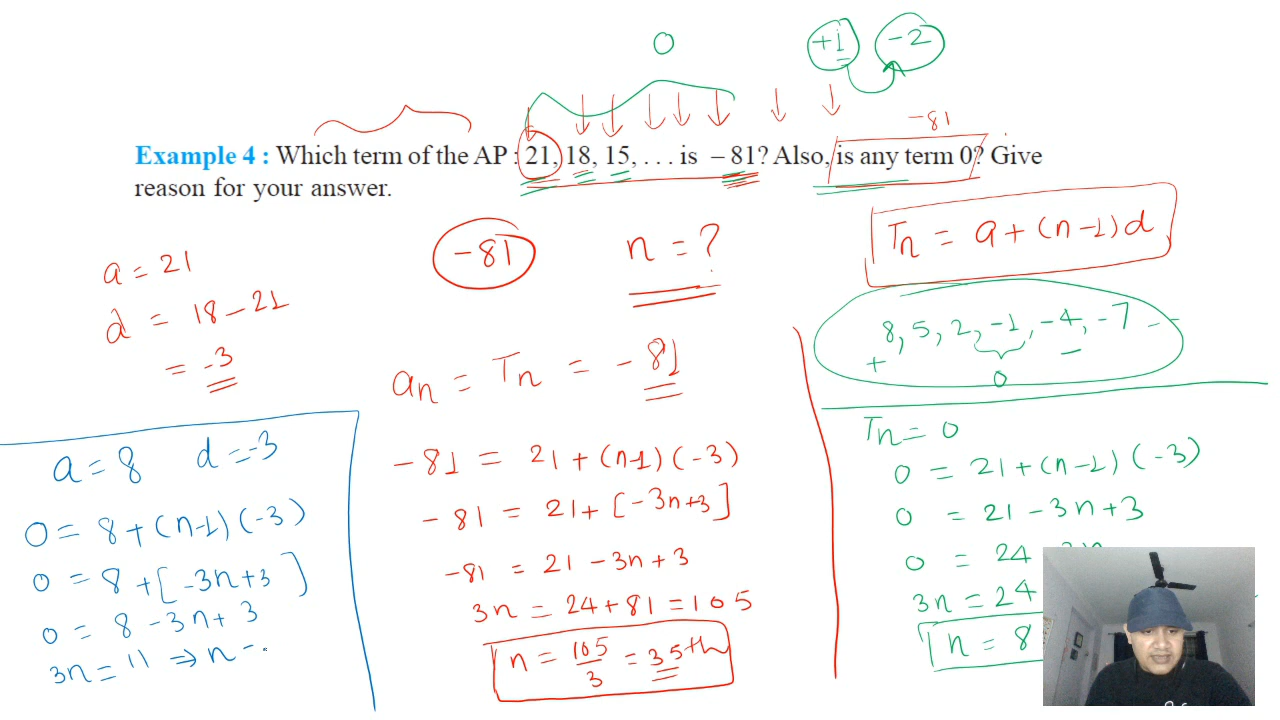 0
+1 -2
-81
Example 4 : Which term of the AP : 21, 18, 15, . . . is – 81? Also, is any term 0? Give
reason for your answer.
-81
n = ?
Tn = a + (n-1)d
a = 21
d = 18 - 21
= -3
an = Tn = -81
-81 = 21 + (n-1)(-3)
-81 = 21 + [-3n+3]
-81 = 21 - 3n + 3
3n = 24 + 81 = 105
n = 105/3 = 35th
8, 5, 2, -1, -4, -7 --
+
0
Tn = 0
0 = 21 + (n-1)(-3)
0 = 21 - 3n + 3
0 = 24
3n = 24
n = 8
a = 8 d = -3
0 = 8 + (n-1)(-3)
0 = 8 + [-3n+3]
0 = 8 - 3n + 3
3n = 11 ⇒ n =